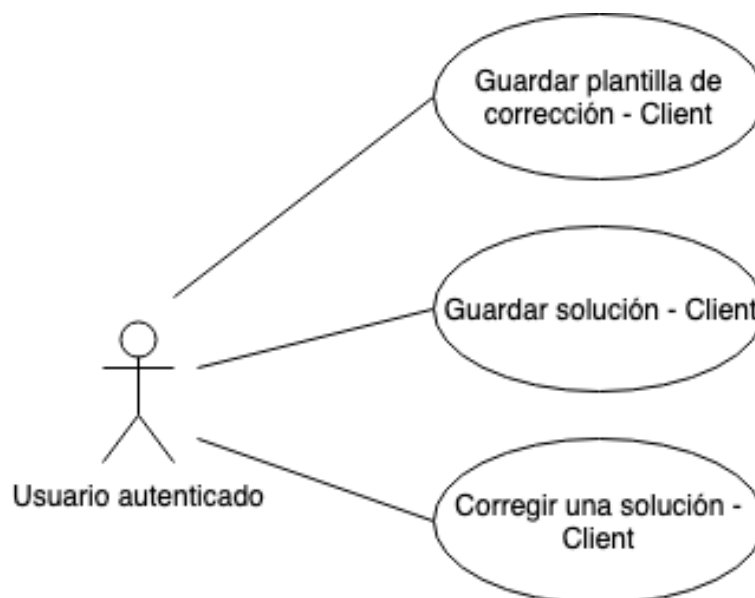 Guardar plantilla de
corrección - Client
Guardar solución - Client
Usuario autenticado
Corregir una solución -
Client